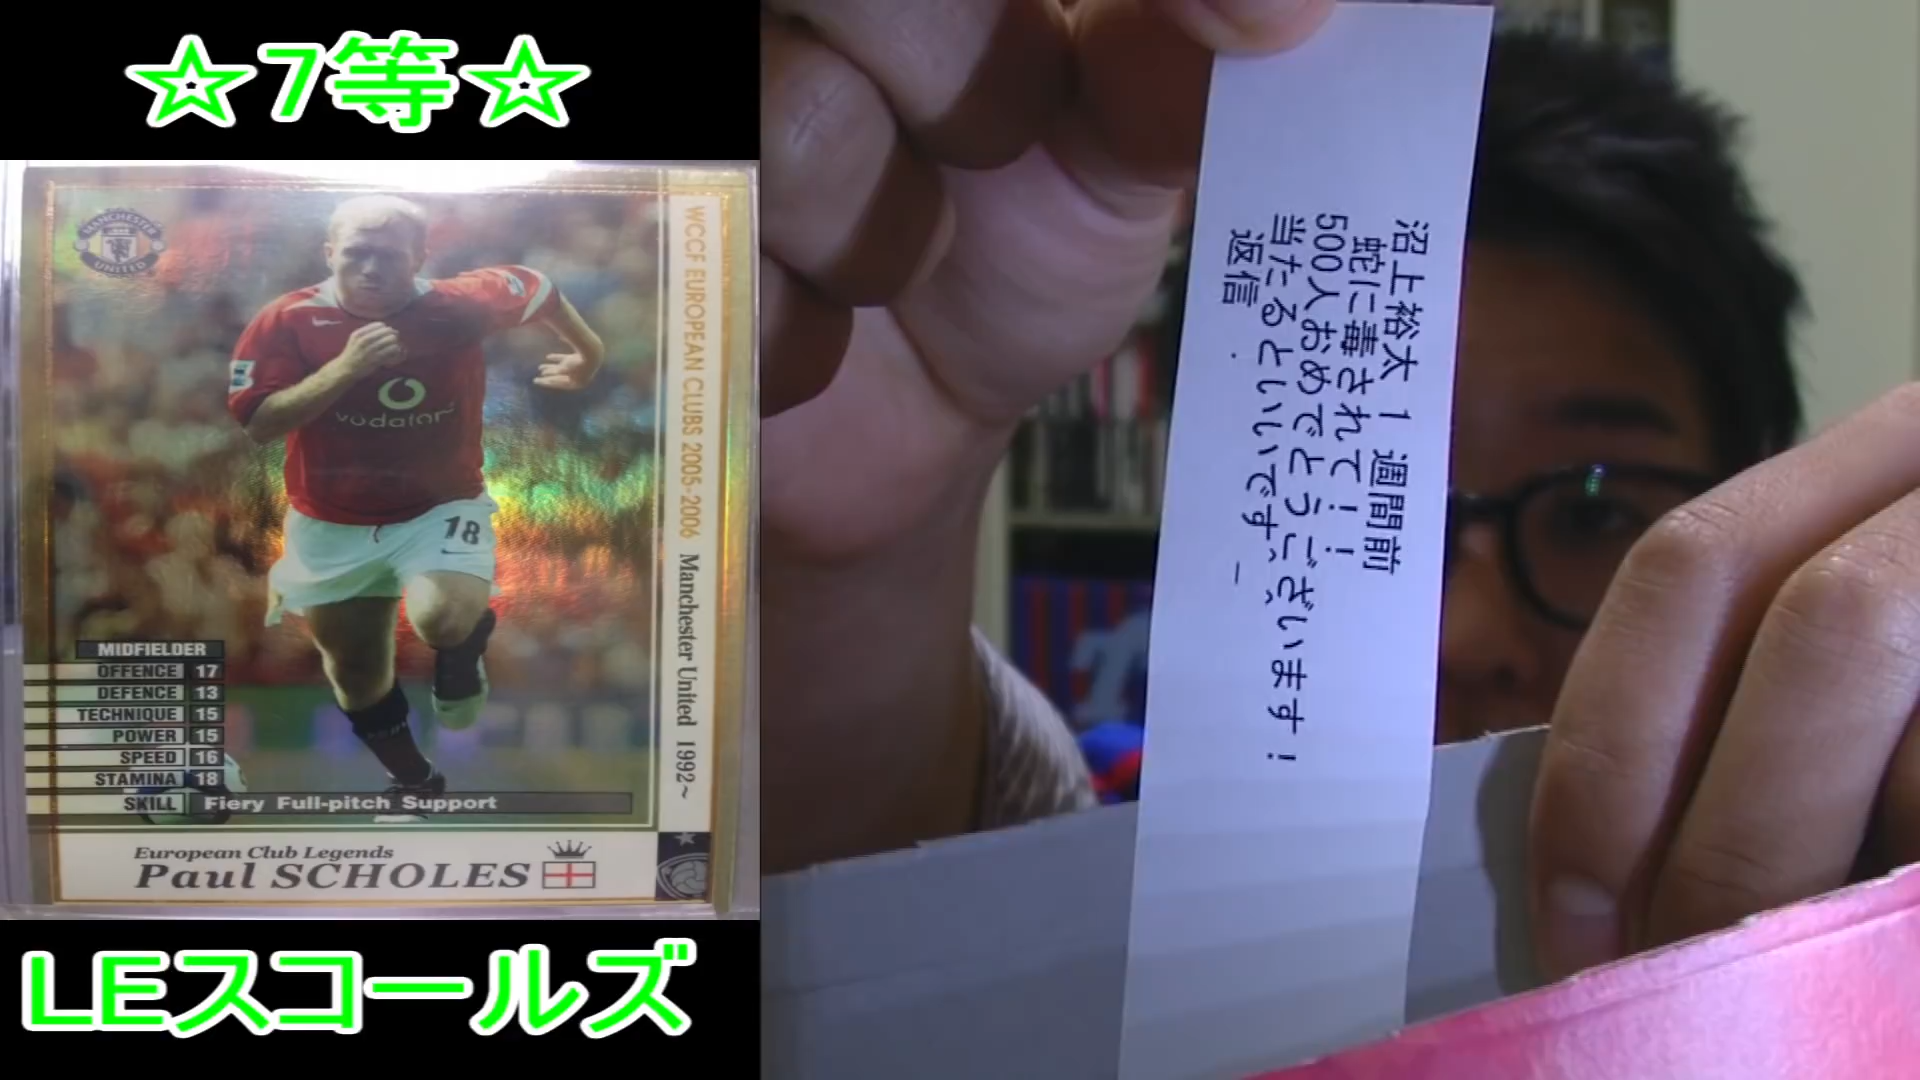 ☆7等☆
MANCHESTER
UNITED
WCCF EUROPEAN CLUBS 2005-2006 Manchester United 1992~
vodafone
18
MIDFIELDER
OFFENCE 17
DEFENCE 13
TECHNIQUE 15
POWER 15
SPEED 16
STAMINA 18
SKILL Fiery Full-pitch Support
European Club Legends
Paul SCHOLES
LEスコールズ
沼上裕太 1 週間前
蛇に毒されて！！
500人おめでとうございます！
当たるといいです、、
返信 ·